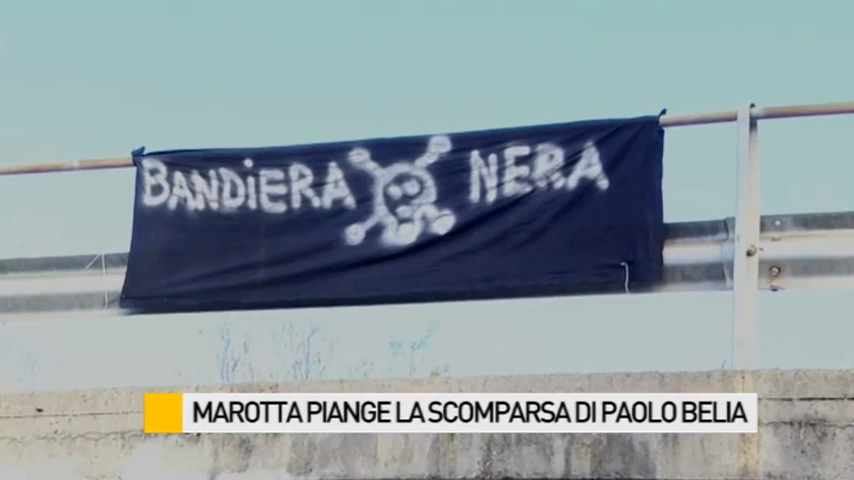 BANDiERA NERA
MAROTTA PIANGE LA SCOMPARSA DI PAOLO BELIA